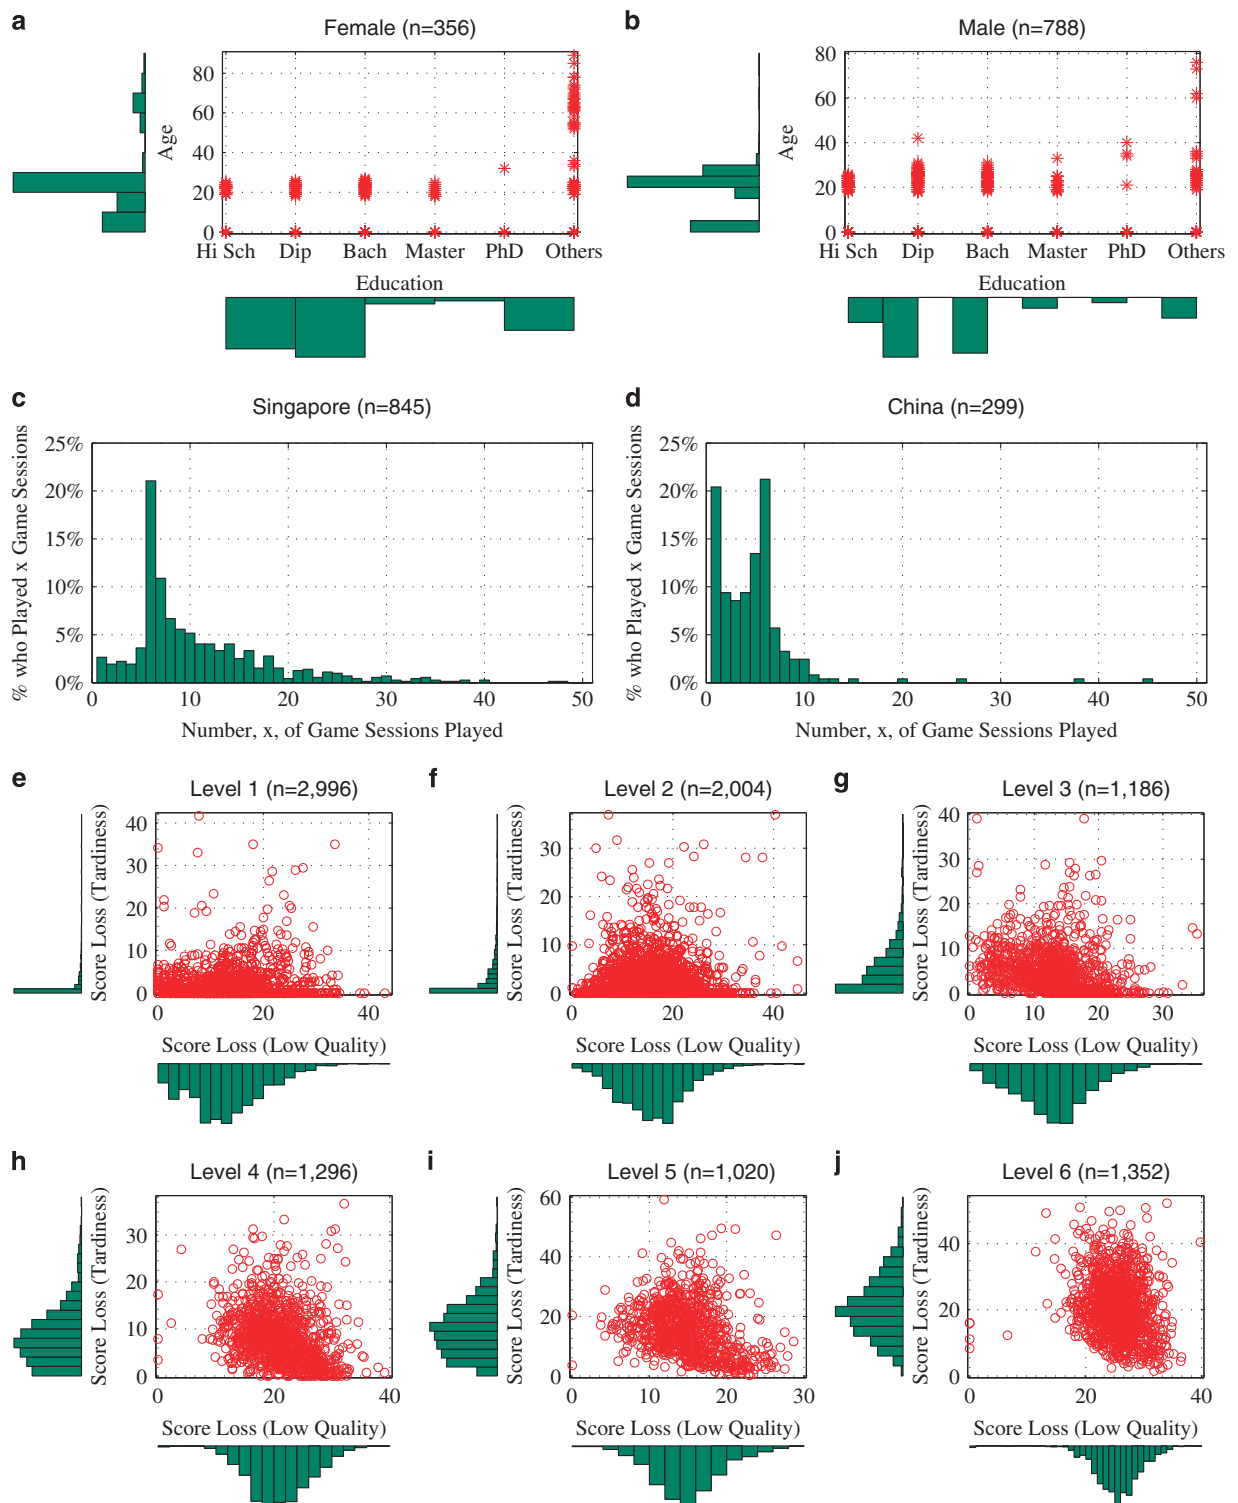 a
Female (n=356)
80
60
40
20
0
Age
Hi Sch Dip Bach Master PhD Others
Education
b
Male (n=788)
80
60
40
20
0
Age
Hi Sch Dip Bach Master PhD Others
Education
c
Singapore (n=845)
25%
20%
15%
10%
5%
0%
% who Played x Game Sessions
0 10 20 30 40 50
Number, x, of Game Sessions Played
d
China (n=299)
25%
20%
15%
10%
5%
0%
% who Played x Game Sessions
0 10 20 30 40 50
Number, x, of Game Sessions Played
e
Level 1 (n=2,996)
40
30
20
10
0
Score Loss (Tardiness)
0 20 40
Score Loss (Low Quality)
f
Level 2 (n=2,004)
30
20
10
0
Score Loss (Tardiness)
0 20 40
Score Loss (Low Quality)
g
Level 3 (n=1,186)
40
30
20
10
0
Score Loss (Tardiness)
0 10 20 30
Score Loss (Low Quality)
h
Level 4 (n=1,296)
30
20
10
0
Score Loss (Tardiness)
0 20 40
Score Loss (Low Quality)
i
Level 5 (n=1,020)
60
40
20
0
Score Loss (Tardiness)
0 10 20 30
Score Loss (Low Quality)
j
Level 6 (n=1,352)
40
20
0
Score Loss (Tardiness)
0 20 40
Score Loss (Low Quality)